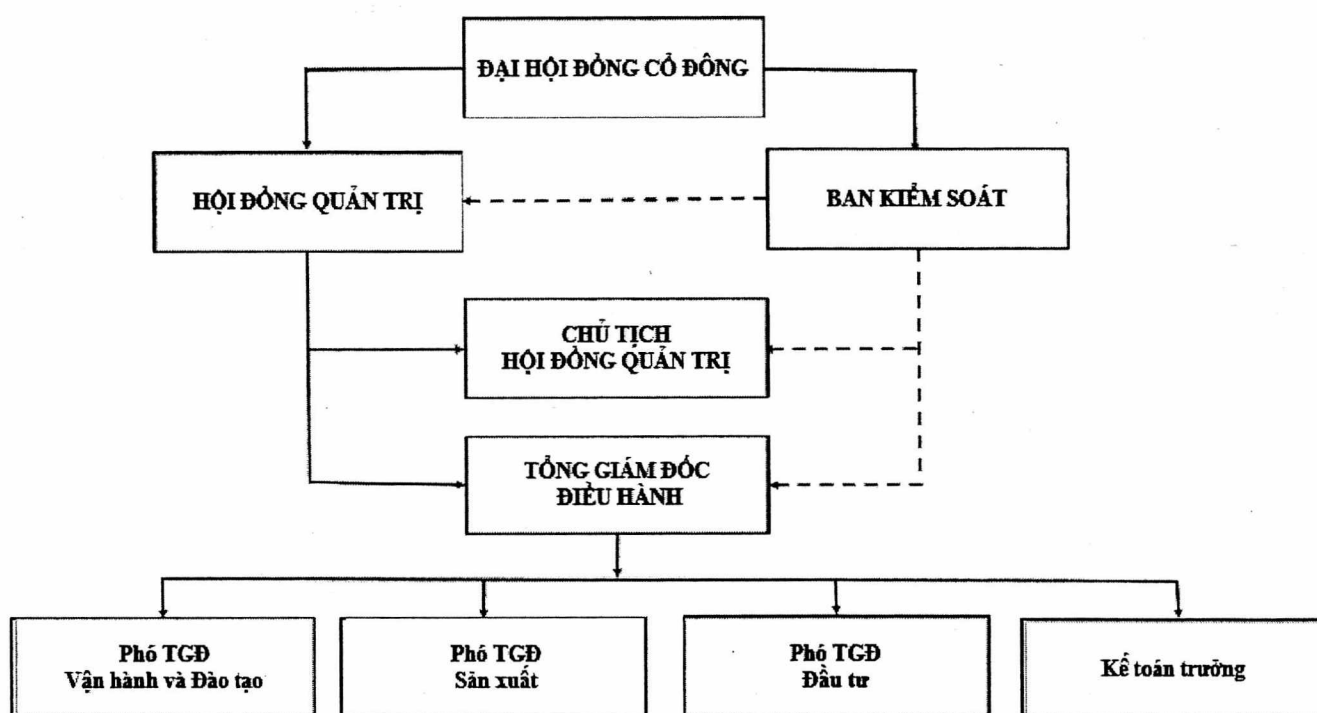 ĐẠI HỘI ĐỒNG CỔ ĐÔNG
HỘI ĐỒNG QUẢN TRỊ
BAN KIỂM SOÁT
CHỦ TỊCH
HỘI ĐỒNG QUẢN TRỊ
TỔNG GIÁM ĐỐC
ĐIỀU HÀNH
Phó TGĐ
Vận hành và Đào tạo
Phó TGĐ
Sản xuất
Phó TGĐ
Đầu tư
Kế toán trưởng